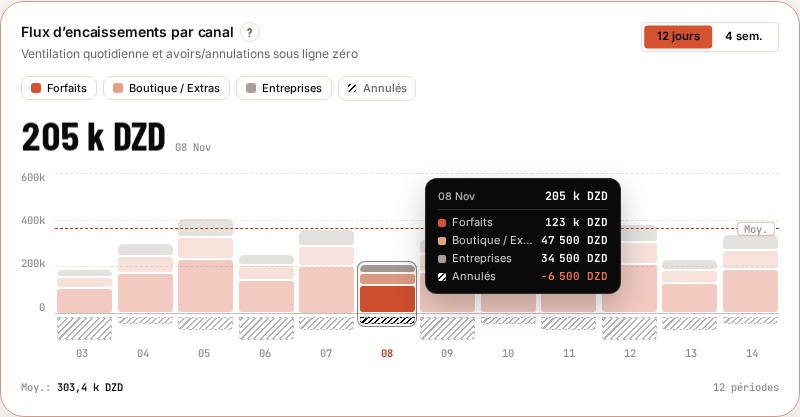 Flux d'encaissements par canal ?
Ventilation quotidienne et avoirs/annulations sous ligne zéro
12 jours 4 sem.
Forfaits Boutique / Extras Entreprises Annulés
205 k DZD 08 Nov
600k
400k
200k
0
Moy.
08 Nov 205 k DZD
Forfaits 123 k DZD
Boutique / Ex… 47 500 DZD
Entreprises 34 500 DZD
Annulés -6 500 DZD
03 04 05 06 07 08 09 10 11 12 13 14
Moy.: 303,4 k DZD 12 périodes